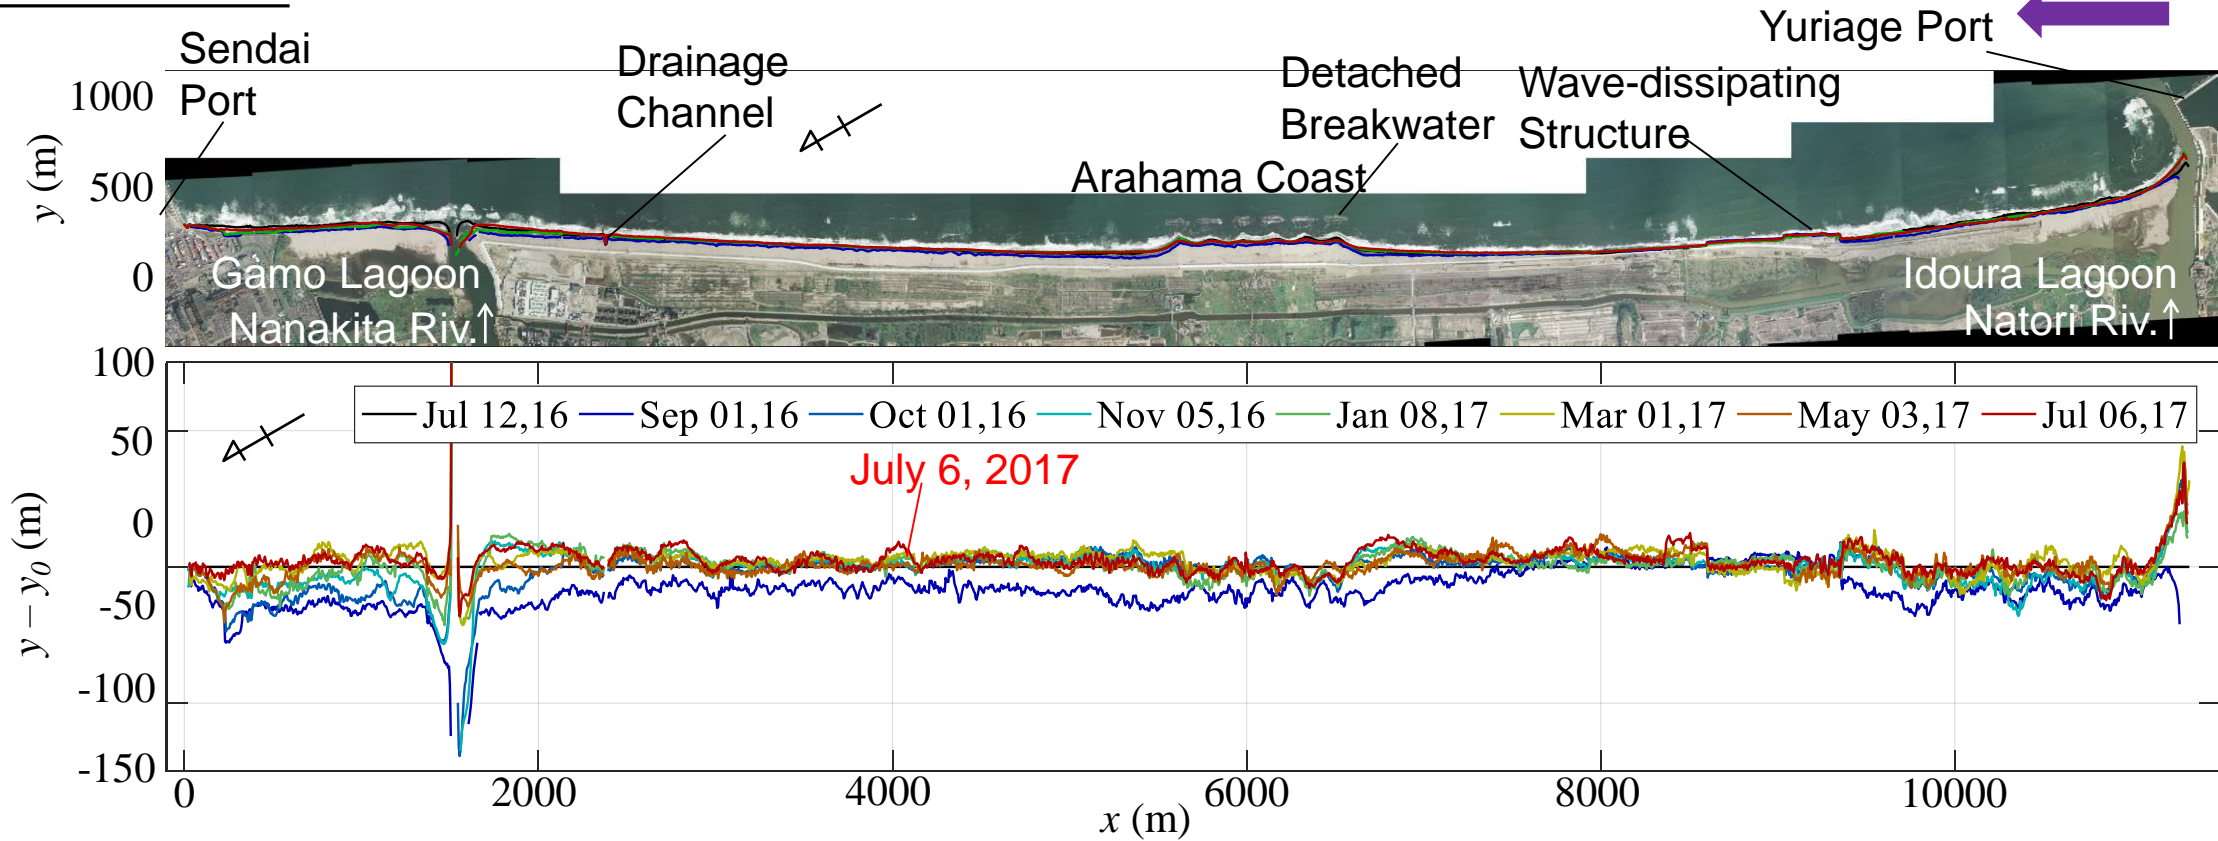 Yuriage Port
Sendai
Port
Drainage
Channel
Detached
Breakwater
Wave-dissipating
Structure
Arahama Coast
1000
500
0
y (m)
Gamo Lagoon
Nanakita Riv.↑
Idoura Lagoon
Natori Riv.↑
100
50
0
-50
-100
-150
y – y0 (m)
Jul 12,16 Sep 01,16 Oct 01,16 Nov 05,16 Jan 08,17 Mar 01,17 May 03,17 Jul 06,17
July 6, 2017
0 2000 4000 6000 8000 10000
x (m)